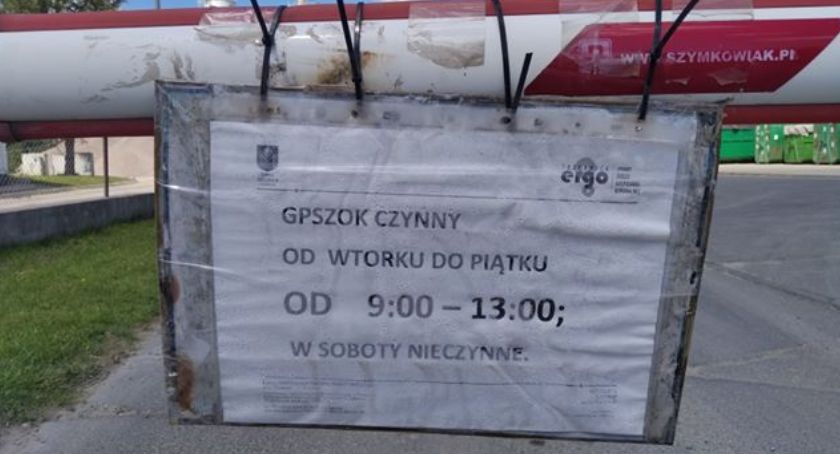 WWW.SZYMKOWIAK.PL
ergo
GPSZOK CZYNNY
OD WTORKU DO PIĄTKU
OD 9:00 – 13:00;
W SOBOTY NIECZYNNE.